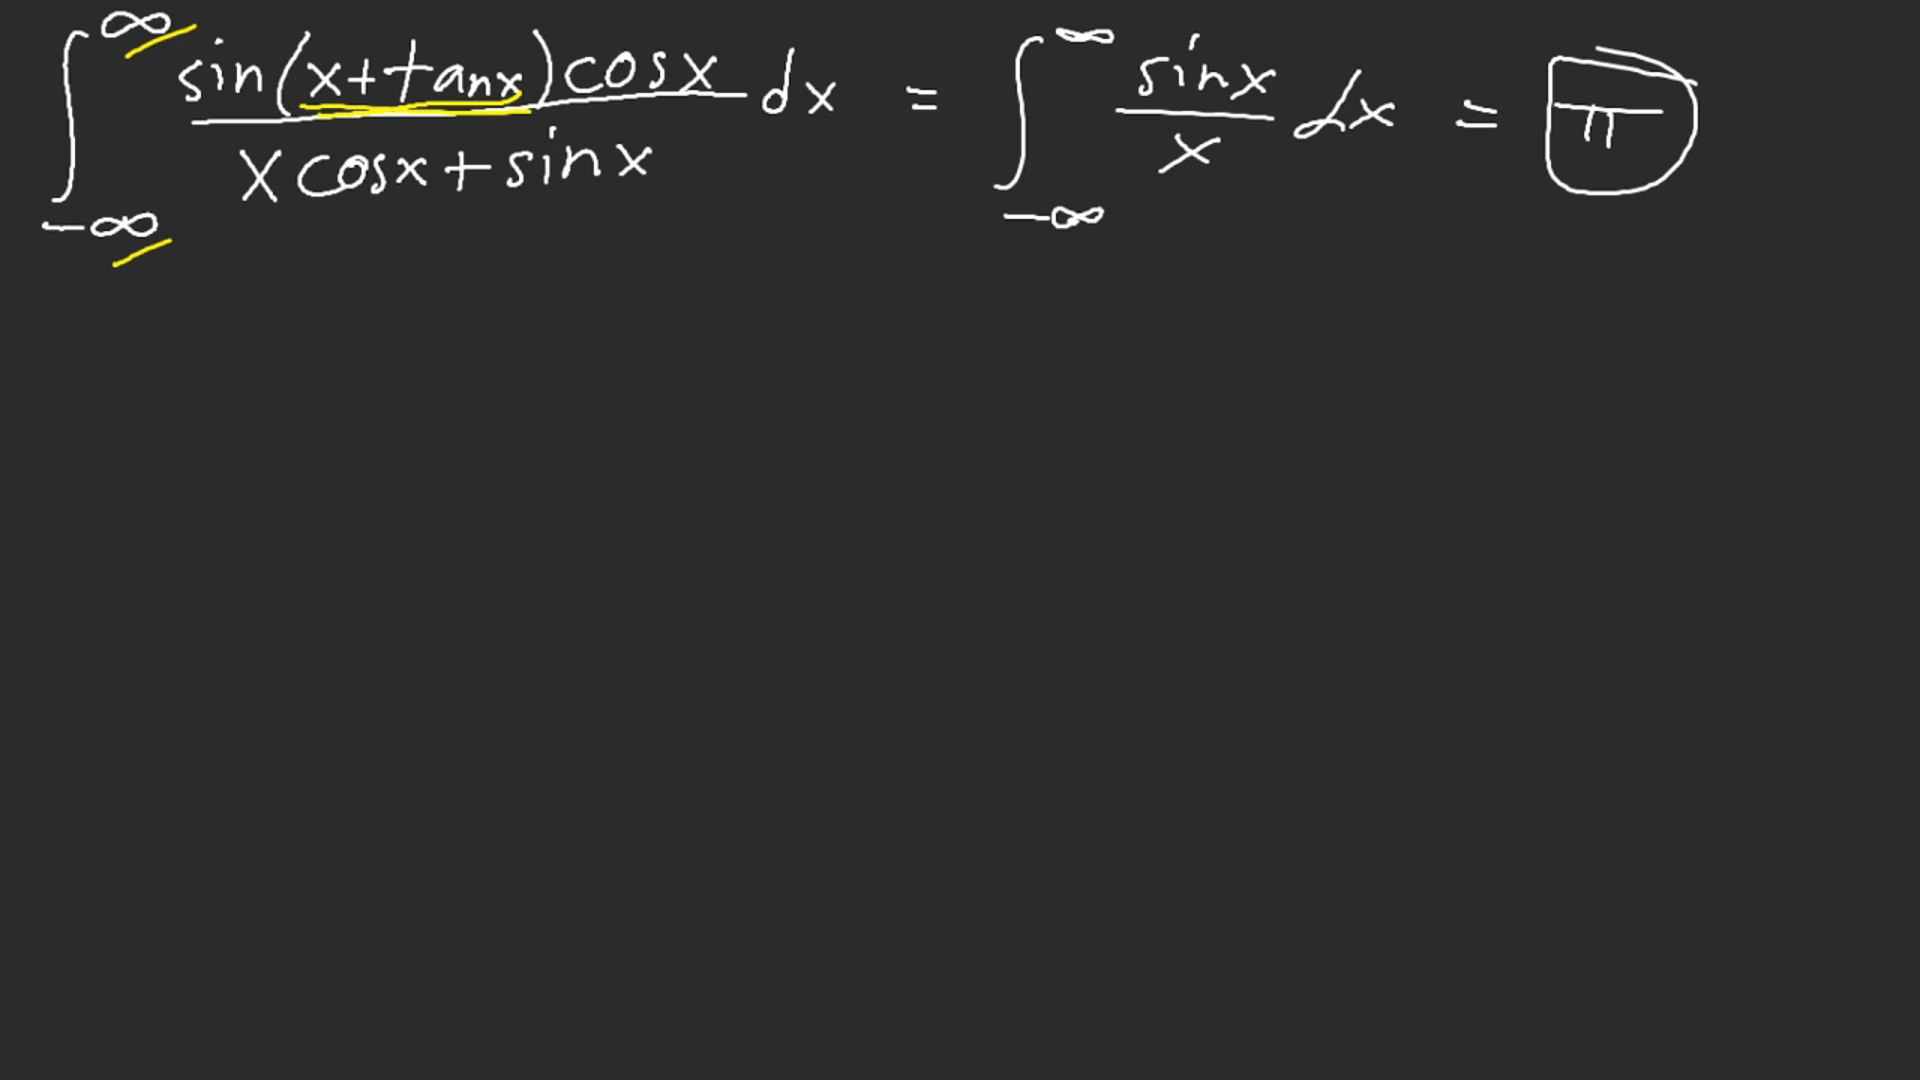 ∫_{-∞}^{∞} sin(x+tanx)cosx / (xcosx+sinx) dx = ∫_{-∞}^{∞} sinx / x dx = π